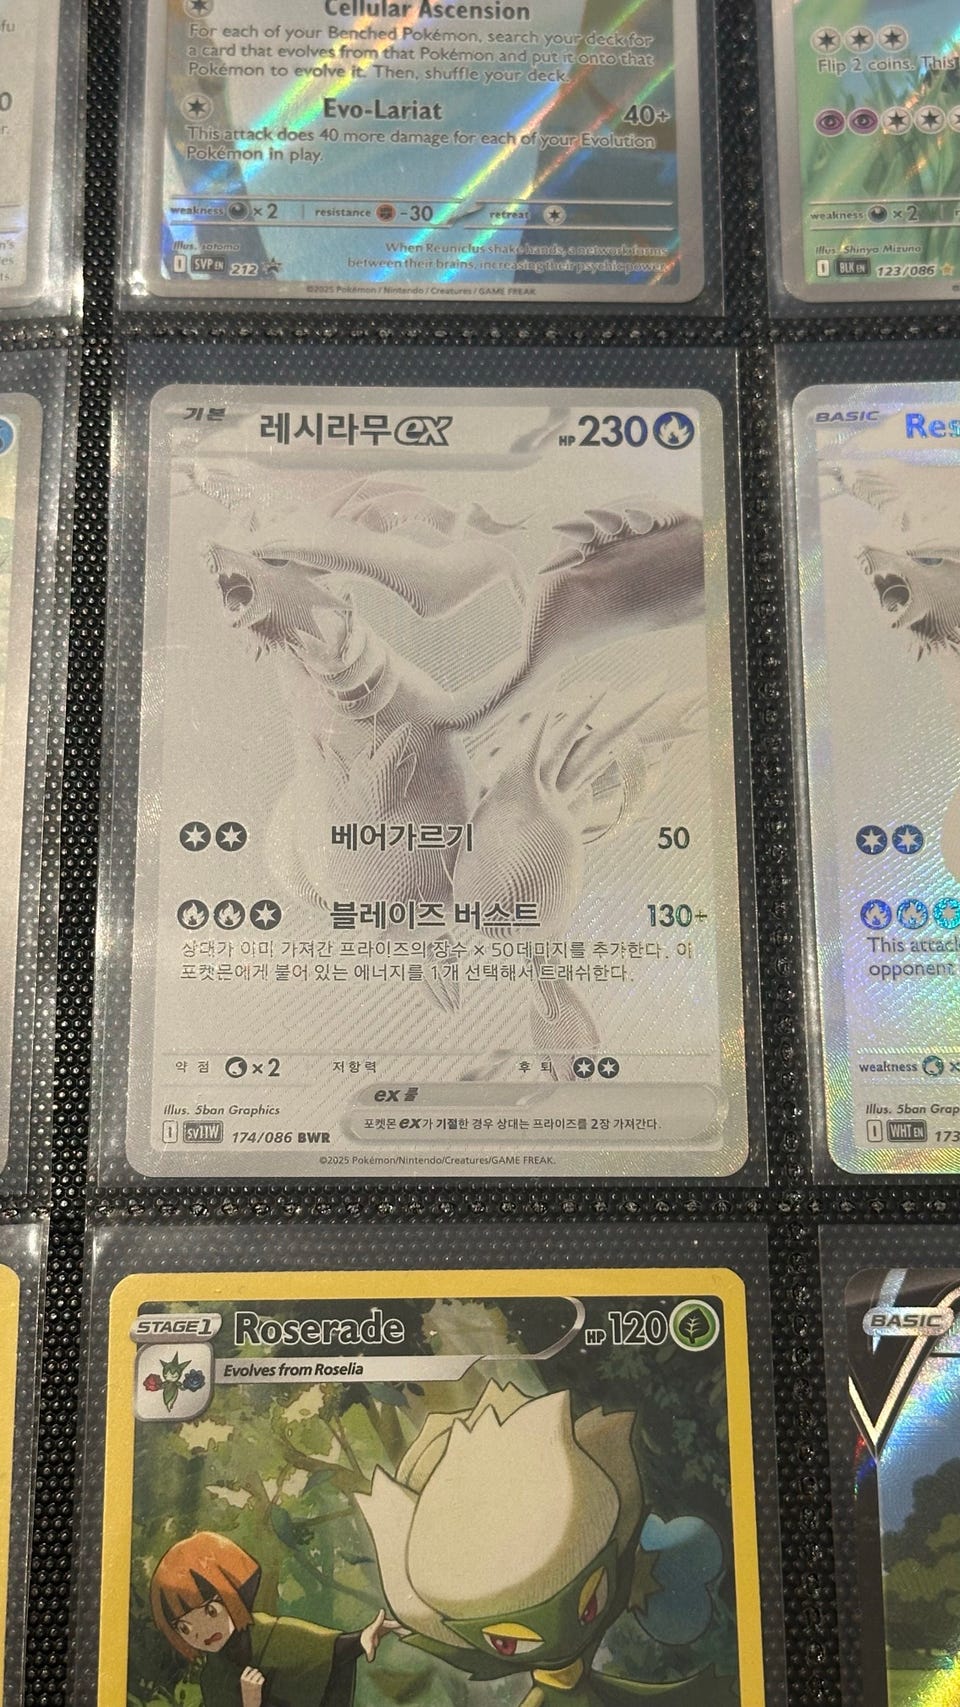 Cellular Ascension
For each of your Benched Pokémon, search your deck for
a card that evolves from that Pokémon and put it onto that
Pokémon to evolve it. Then, shuffle your deck.
Evo-Lariat 40+
This attack does 40 more damage for each of your Evolution
Pokémon in play.
weakness ×2 resistance -30 retreat
Illus. sotomo
When Reuniclus shake hands, a network forms
between their brains, increasing their psychic power.
I SVP EN 212
©2025 Pokémon / Nintendo / Creatures / GAME FREAK
Flip 2 coins. This
weakness ×2
Illus. Shinya Mizuno
I BLK EN 123/086
기본 레시라무 ex HP 230
베어가르기 50
블레이즈 버스트 130+
상대가 이미 가져간 프라이즈의 장수 × 50데미지를 추가한다. 이
포켓몬에게 붙어 있는 에너지를 1개 선택해서 트래쉬한다.
약점 ×2 저항력 후퇴
ex 룰
포켓몬 ex가 기절한 경우 상대는 프라이즈를 2장 가져간다.
Illus. 5ban Graphics
I sv11W 174/086 BWR
©2025 Pokémon/Nintendo/Creatures/GAME FREAK.
BASIC Res
This attac
opponent
weakness ×
Illus. 5ban Grap
I WHT EN 173
STAGE1 Roserade HP 120
Evolves from Roselia
BASIC